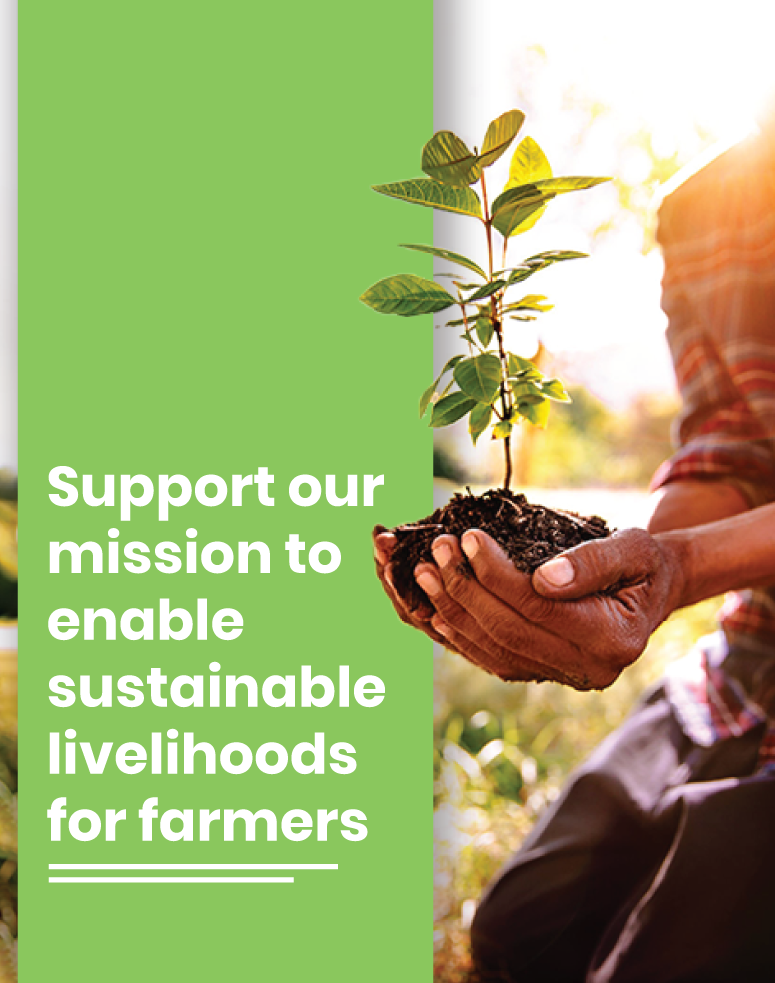 Support our
mission to
enable
sustainable
livelihoods
for farmers